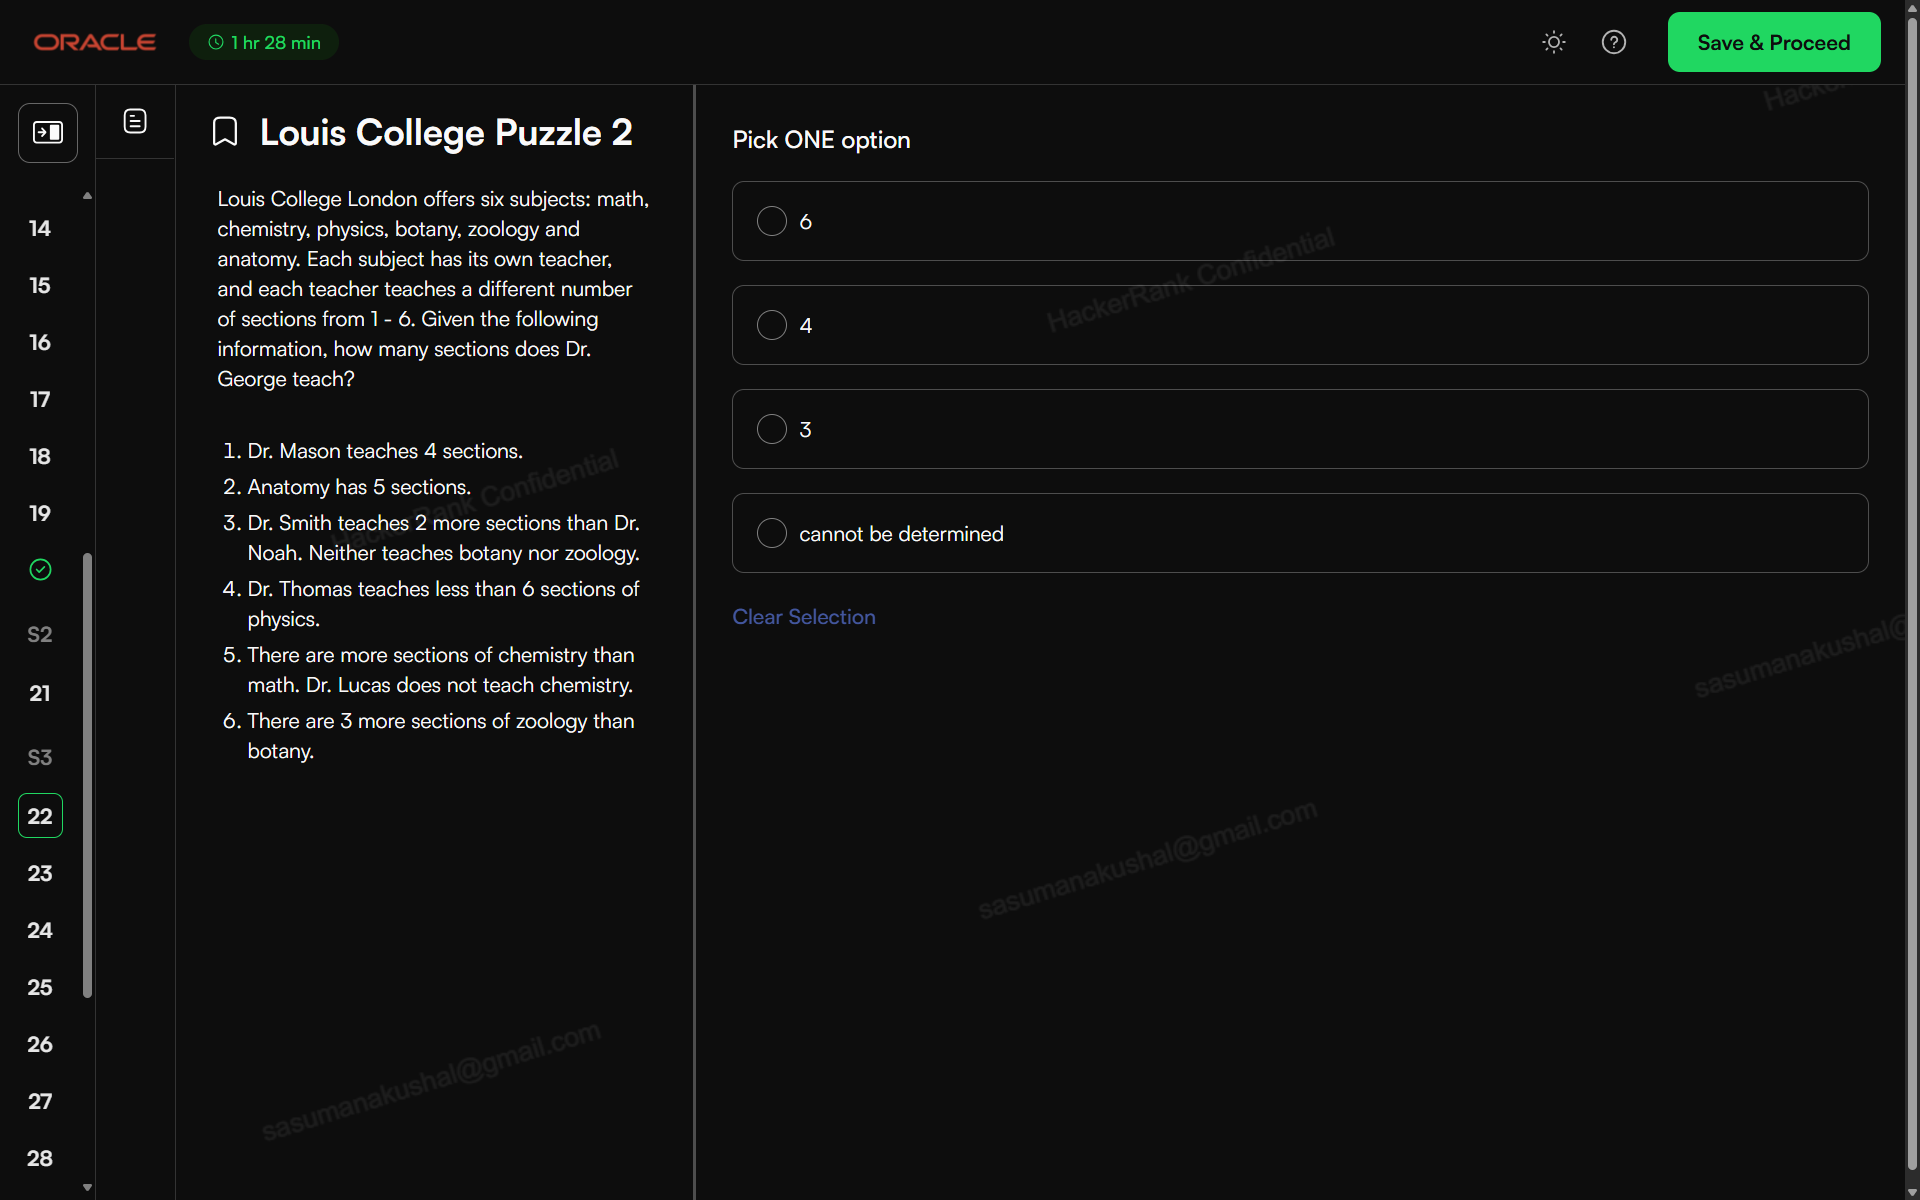 ORACLE
1 hr 28 min
Save & Proceed
14
15
16
17
18
19
S2
21
S3
22
23
24
25
26
27
28
Louis College Puzzle 2
Louis College London offers six subjects: math,
chemistry, physics, botany, zoology and
anatomy. Each subject has its own teacher,
and each teacher teaches a different number
of sections from 1 - 6. Given the following
information, how many sections does Dr.
George teach?
1. Dr. Mason teaches 4 sections.
2. Anatomy has 5 sections.
3. Dr. Smith teaches 2 more sections than Dr.
Noah. Neither teaches botany nor zoology.
4. Dr. Thomas teaches less than 6 sections of
physics.
5. There are more sections of chemistry than
math. Dr. Lucas does not teach chemistry.
6. There are 3 more sections of zoology than
botany.
Pick ONE option
6
4
3
cannot be determined
Clear Selection
HackerRank Confidential
HackerRank Confidential
sasumanakushal@gmail.com
sasumanakushal@gmail.com
sasumanakushal@
Hacker